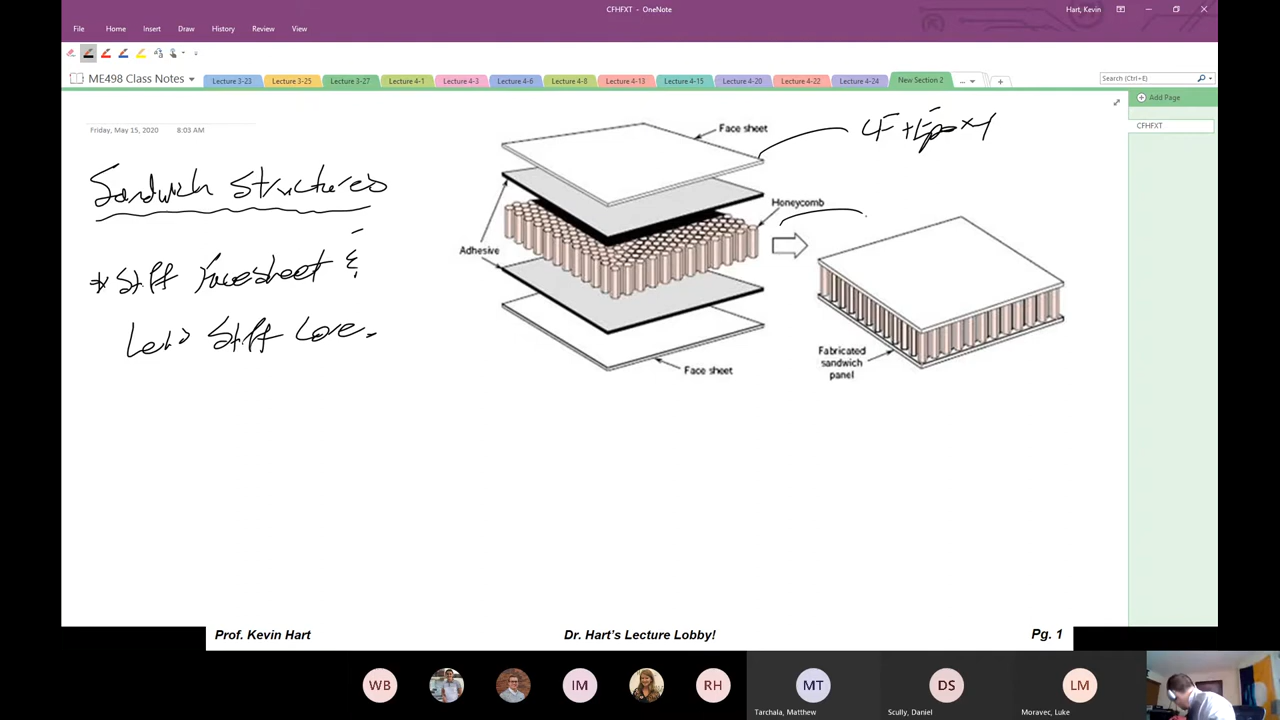 CFHFXT - OneNote
Hart, Kevin
File Home Insert Draw History Review View
ME498 Class Notes
Lecture 3-23 Lecture 3-25 Lecture 3-27 Lecture 4-1 Lecture 4-3 Lecture 4-6 Lecture 4-8 Lecture 4-13 Lecture 4-15 Lecture 4-20 Lecture 4-22 Lecture 4-24 New Section 2 ...
Search (Ctrl+E)
Add Page
CFHFXT
Friday, May 15, 2020 8:03 AM
Sandwich Structures
* Stiff Facesheet &
Less Stiff Core.
Face sheet
CF + Epoxy
Honeycomb
Adhesive
Face sheet
Fabricated
sandwich
panel
Prof. Kevin Hart
Dr. Hart's Lecture Lobby!
Pg. 1
WB IM RH MT DS LM
Tarchala, Matthew Scully, Daniel Moravec, Luke